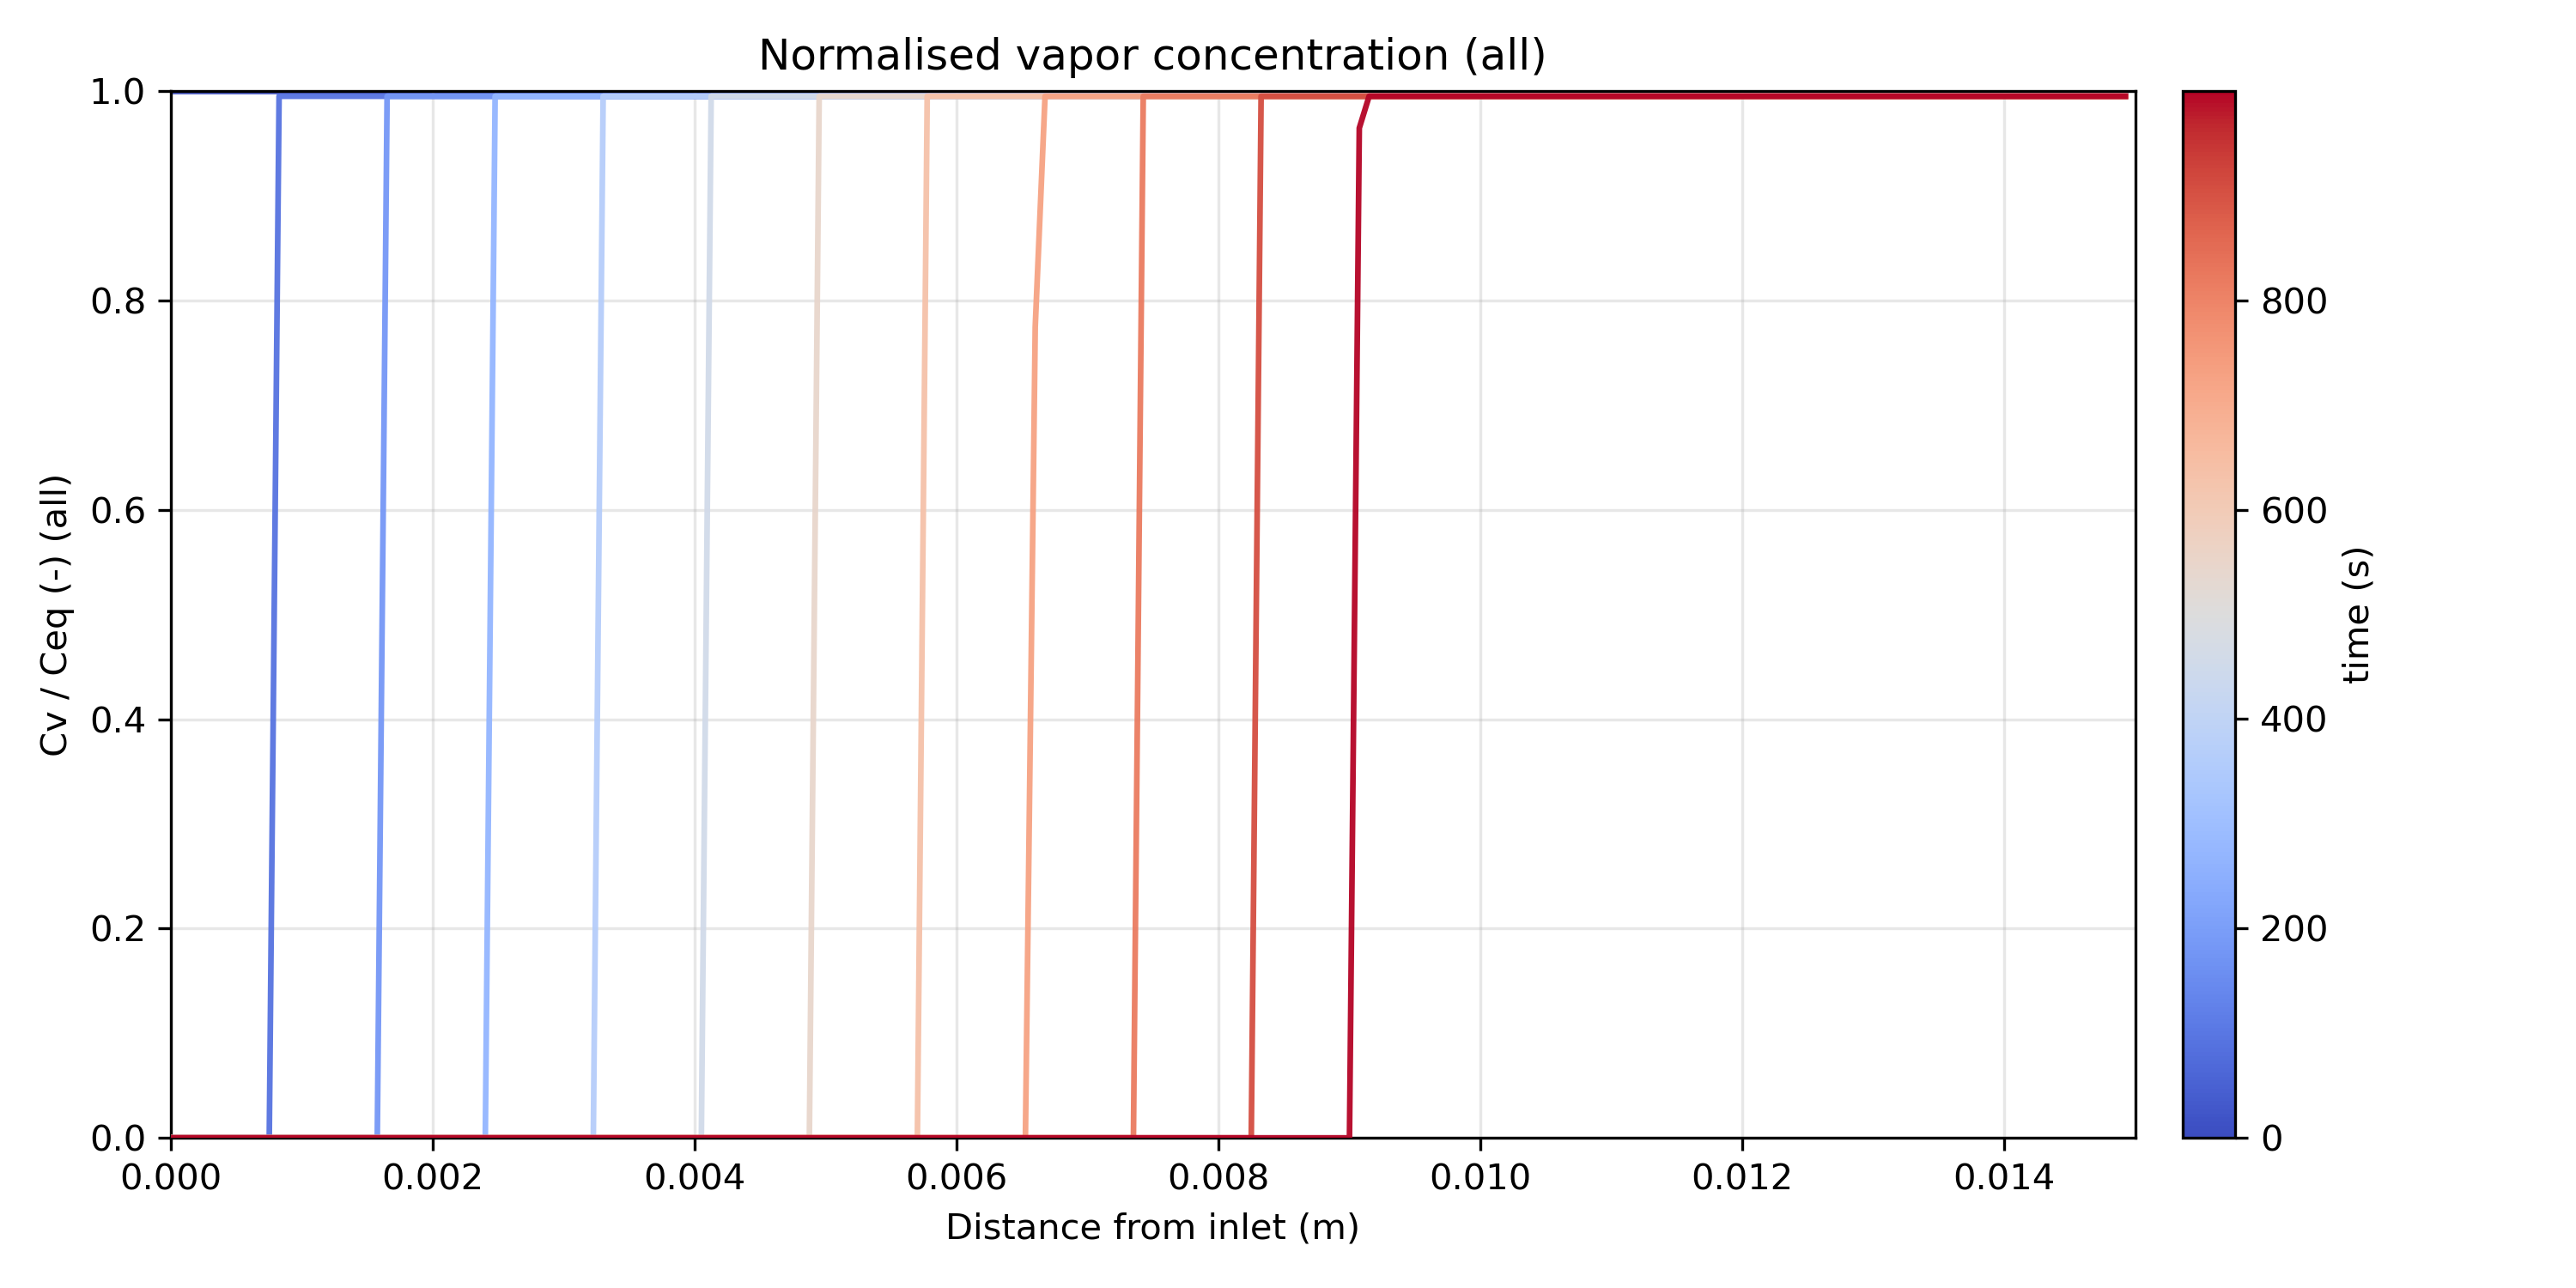 Normalised vapor concentration (all)
1.0
0.8
0.6
0.4
0.2
0.0
Cv / Ceq (-) (all)
0.000 0.002 0.004 0.006 0.008 0.010 0.012 0.014
Distance from inlet (m)
800
600
400
200
0
time (s)